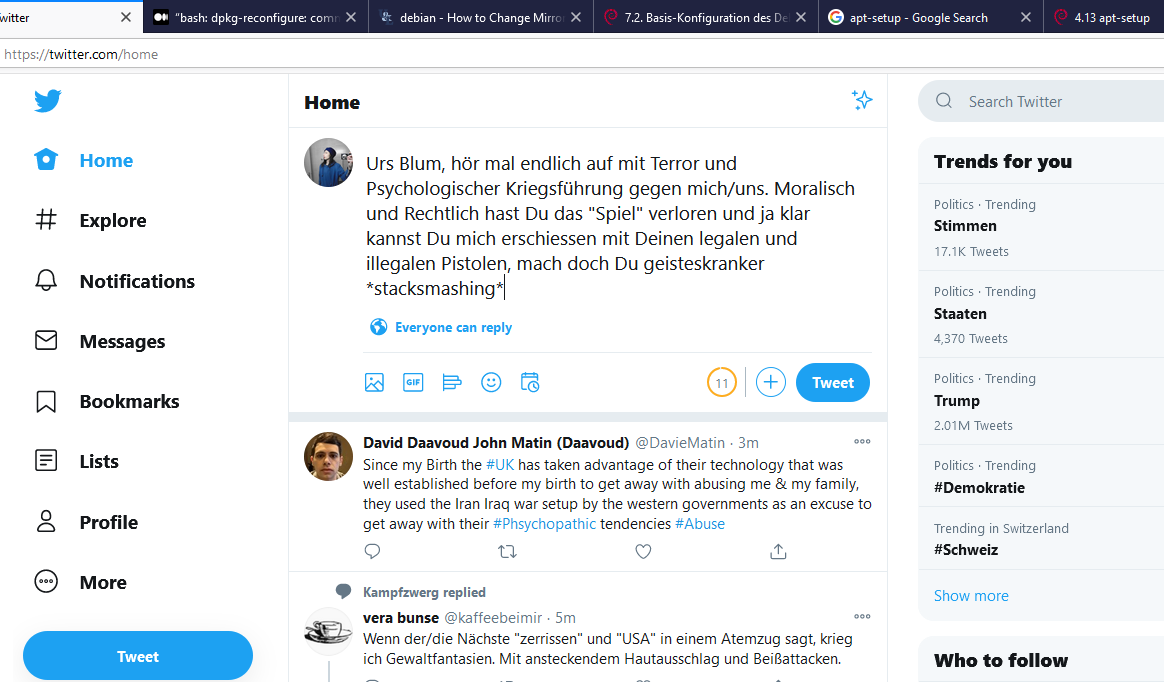 witter
"bash: dpkg-reconfigure: comm
debian - How to Change Mirro
7.2. Basis-Konfiguration des De
apt-setup - Google Search
4.13 apt-setup
https://twitter.com/home
Home
Search Twitter
Home
Explore
Notifications
Messages
Bookmarks
Lists
Profile
More
Tweet
Urs Blum, hör mal endlich auf mit Terror und
Psychologischer Kriegsführung gegen mich/uns. Moralisch
und Rechtlich hast Du das "Spiel" verloren und ja klar
kannst Du mich erschiessen mit Deinen legalen und
illegalen Pistolen, mach doch Du geisteskranker
*stacksmashing*
Everyone can reply
GIF
11
Tweet
David Daavoud John Matin (Daavoud) @DavieMatin · 3m
Since my Birth the #UK has taken advantage of their technology that was
well established before my birth to get away with abusing me & my family,
they used the Iran Iraq war setup by the western governments as an excuse to
get away with their #Phsychopathic tendencies #Abuse
Kampfzwerg replied
vera bunse @kaffeebeimir · 5m
Wenn der/die Nächste "zerrissen" und "USA" in einem Atemzug sagt, krieg
ich Gewaltfantasien. Mit ansteckendem Hautausschlag und Beißattacken.
Trends for you
Politics · Trending
Stimmen
17.1K Tweets
Politics · Trending
Staaten
4,370 Tweets
Politics · Trending
Trump
2.01M Tweets
Politics · Trending
#Demokratie
Trending in Switzerland
#Schweiz
Show more
Who to follow